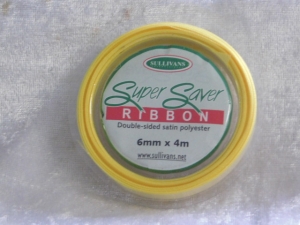 SULLIVANS
Super Saver
RIBBON
Double-sided satin polyester
6mm x 4m
www.sullivans.net